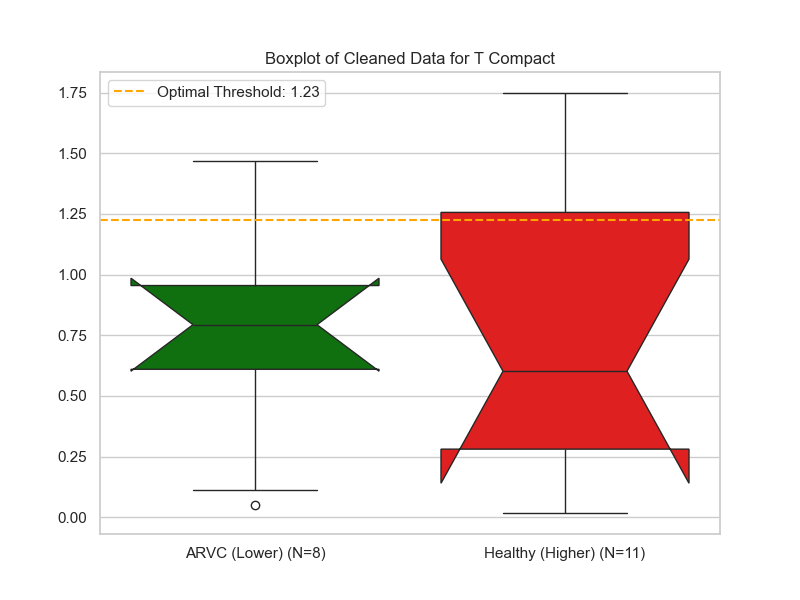 Boxplot of Cleaned Data for T Compact
Optimal Threshold: 1.23
1.75
1.50
1.25
1.00
0.75
0.50
0.25
0.00
ARVC (Lower) (N=8)
Healthy (Higher) (N=11)